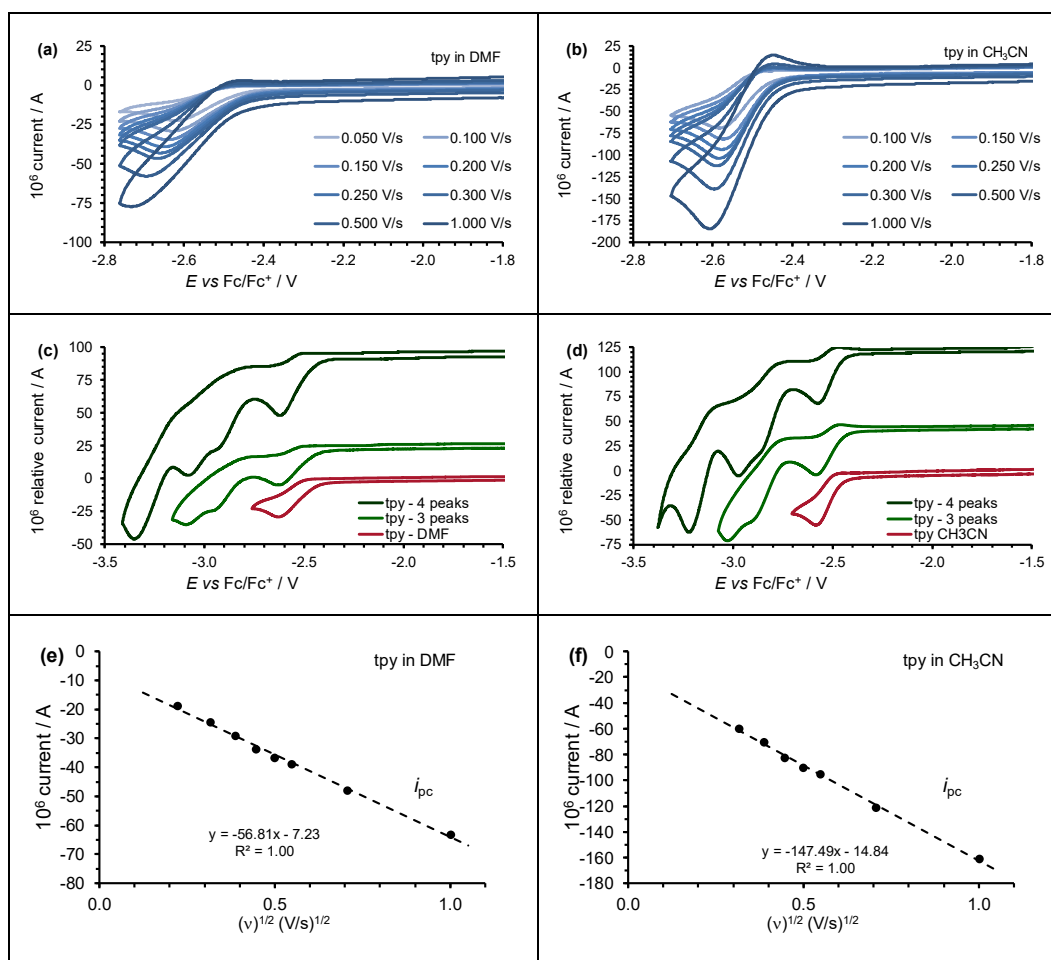 (a)
tpy in DMF
25
0
-25
-50
-75
-100
10⁶ current / A
0.050 V/s 0.100 V/s
0.150 V/s 0.200 V/s
0.250 V/s 0.300 V/s
0.500 V/s 1.000 V/s
-2.8 -2.6 -2.4 -2.2 -2.0 -1.8
E vs Fc/Fc⁺ / V
(b)
tpy in CH₃CN
25
0
-25
-50
-75
-100
-125
-150
-175
-200
10⁶ current / A
0.100 V/s 0.150 V/s
0.200 V/s 0.250 V/s
0.300 V/s 0.500 V/s
1.000 V/s
-2.8 -2.6 -2.4 -2.2 -2.0 -1.8
E vs Fc/Fc⁺ / V
(c)
100
75
50
25
0
-25
-50
10⁶ relative current / A
tpy - 4 peaks
tpy - 3 peaks
tpy - DMF
-3.5 -3.0 -2.5 -2.0 -1.5
E vs Fc/Fc⁺ / V
(d)
125
100
75
50
25
0
-25
-50
-75
10⁶ relative current / A
tpy - 4 peaks
tpy - 3 peaks
tpy CH3CN
-3.5 -3.0 -2.5 -2.0 -1.5
E vs Fc/Fc⁺ / V
(e)
tpy in DMF
0
-10
-20
-30
-40
-50
-60
-70
-80
10⁶ current / A
iₚc
y = -56.81x - 7.23
R² = 1.00
0.0 0.5 1.0
(ν)¹/² (V/s)¹/²
(f)
tpy in CH₃CN
0
-20
-40
-60
-80
-100
-120
-140
-160
-180
10⁶ current / A
iₚc
y = -147.49x - 14.84
R² = 1.00
0.0 0.5 1.0
(ν)¹/² (V/s)¹/²